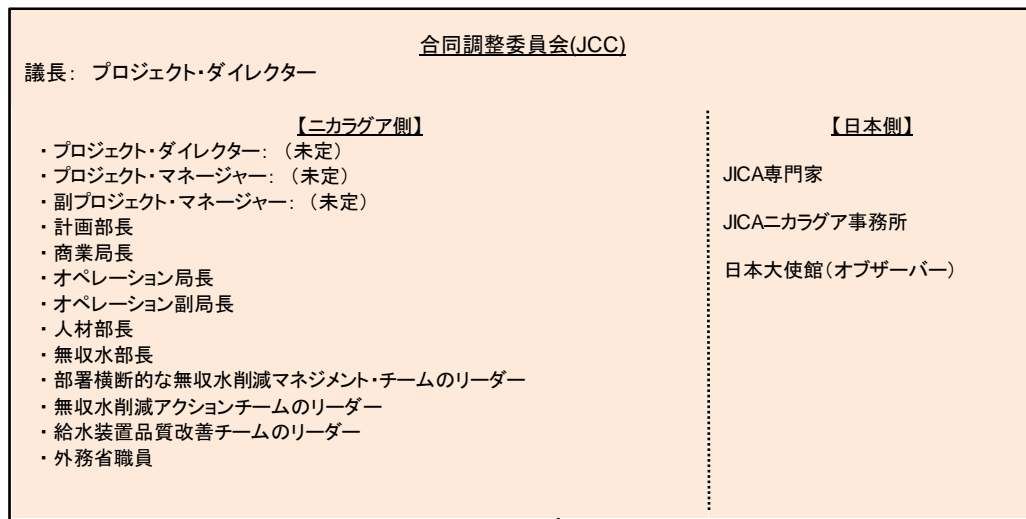 合同調整委員会(JCC)
議長： プロジェクト・ダイレクター
【ニカラグア側】
・プロジェクト・ダイレクター： （未定）
・プロジェクト・マネージャー： （未定）
・副プロジェクト・マネージャー： （未定）
・計画部長
・商業局長
・オペレーション局長
・オペレーション副局長
・人材部長
・無収水部長
・部署横断的な無収水削減マネジメント・チームのリーダー
・無収水削減アクションチームのリーダー
・給水装置品質改善チームのリーダー
・外務省職員
【日本側】
JICA専門家
JICAニカラグア事務所
日本大使館（オブザーバー）